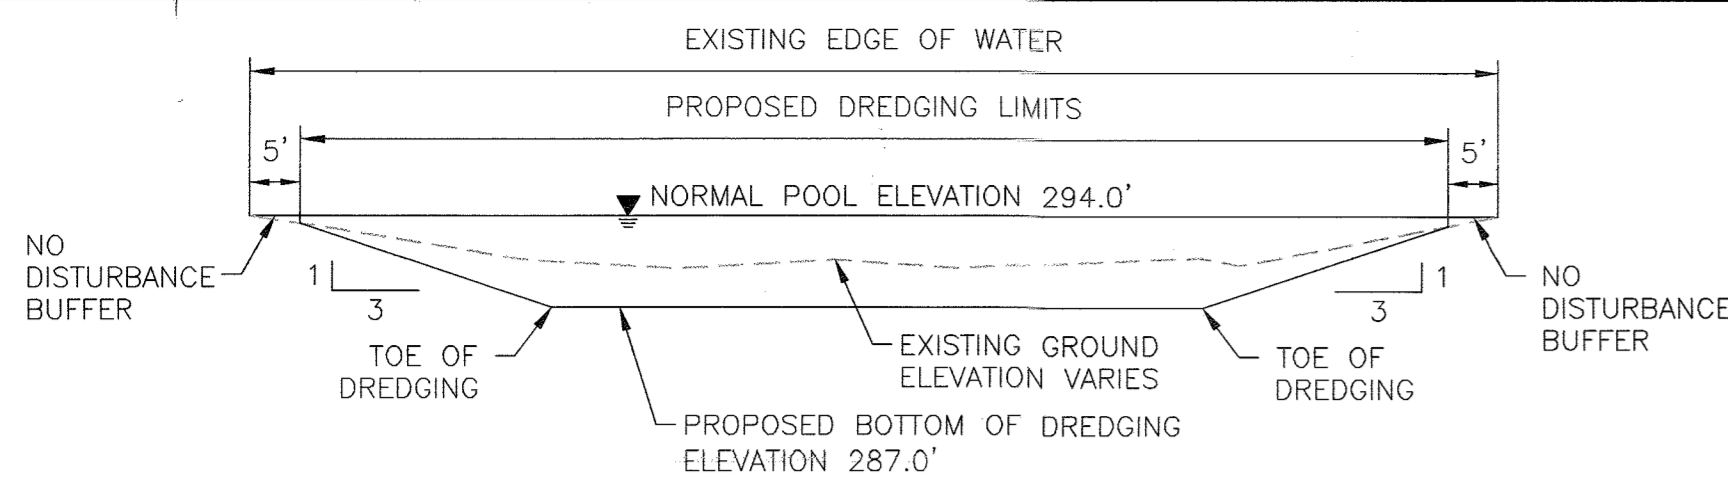 EXISTING EDGE OF WATER
PROPOSED DREDGING LIMITS
5'
5'
NORMAL POOL ELEVATION 294.0'
NO
DISTURBANCE
BUFFER
1
3
1
3
NO
DISTURBANCE
BUFFER
TOE OF
DREDGING
EXISTING GROUND
ELEVATION VARIES
TOE OF
DREDGING
PROPOSED BOTTOM OF DREDGING
ELEVATION 287.0'